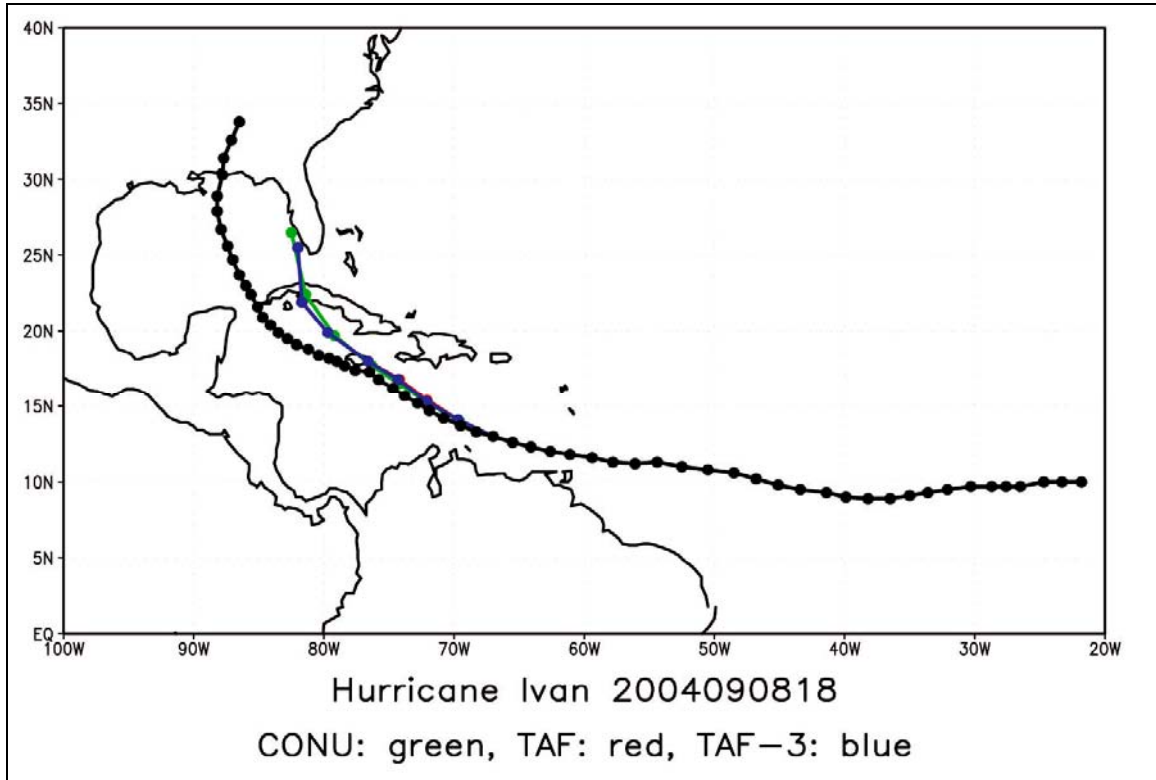 40N
35N
30N
25N
20N
15N
10N
5N
EQ
100W 90W 80W 70W 60W 50W 40W 30W 20W
Hurricane Ivan 2004090818
CONU: green, TAF: red, TAF-3: blue